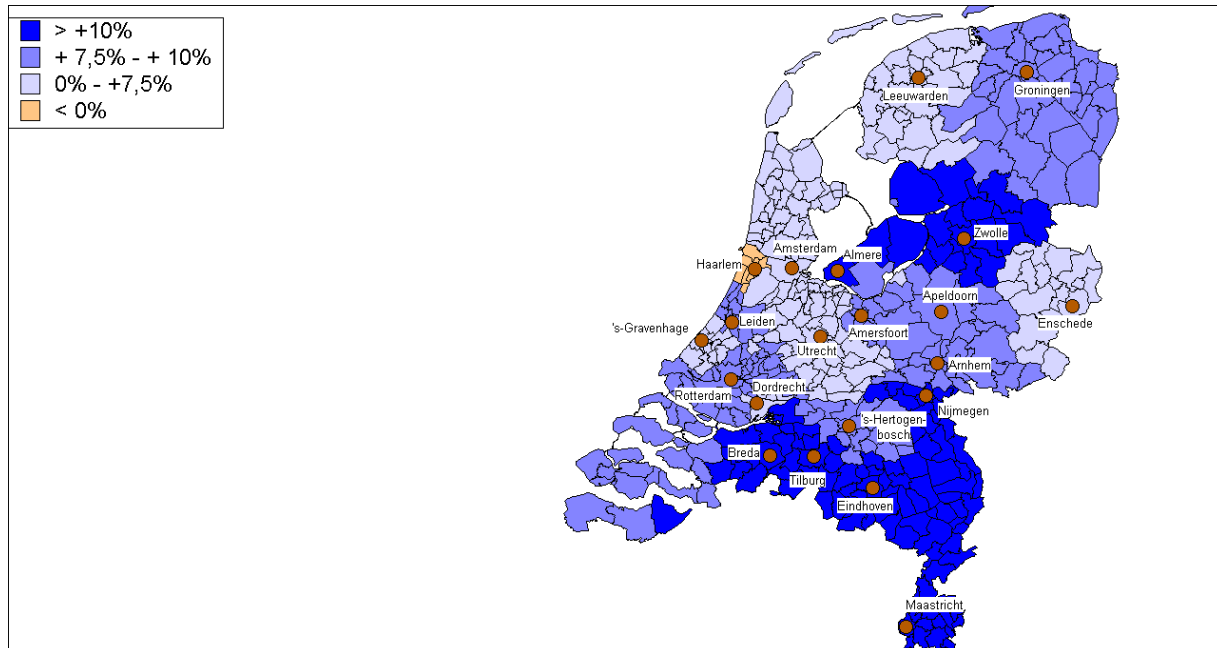 > +10%
+ 7,5% - + 10%
0% - +7,5%
< 0%
Leeuwarden
Groningen
Zwolle
Amsterdam
Almere
Haarlem
Apeldoorn
Leiden
's-Gravenhage
Amersfoort
Enschede
Utrecht
Arnhem
Dordrecht
Rotterdam
Nijmegen
's-Hertogen-
bosch
Breda
Tilburg
Eindhoven
Maastricht